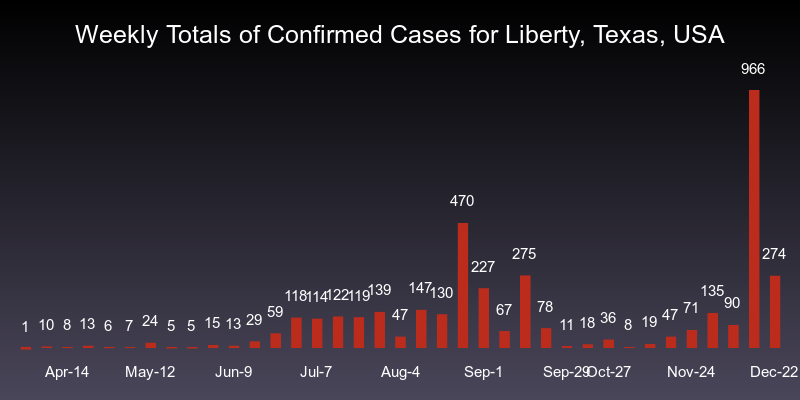 Weekly Totals of Confirmed Cases for Liberty, Texas, USA
1 10 8 13 6 7 24 5 5 15 13 29 59 118 114 122 119 139 47 147 130 470 227 67 275 78 11 18 36 8 19 47 71 135 90 966 274
Apr-14 May-12 Jun-9 Jul-7 Aug-4 Sep-1 Sep-29 Oct-27 Nov-24 Dec-22